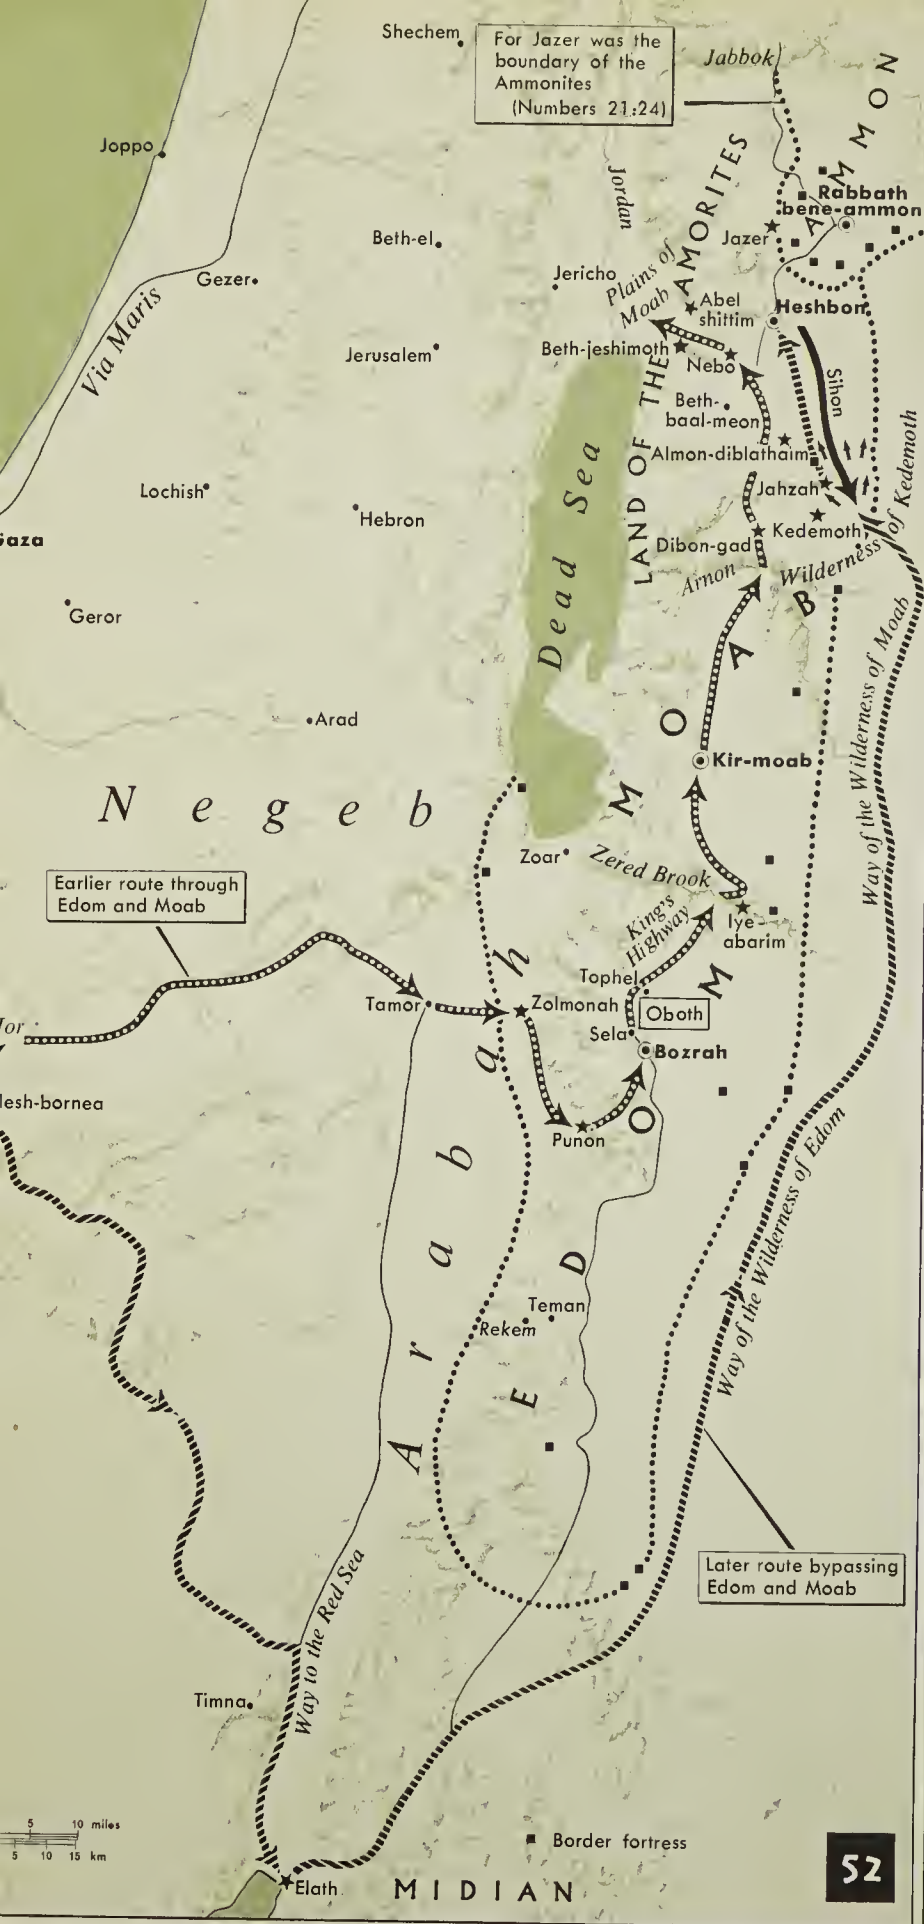 Shechem
For Jazer was the
boundary of the
Ammonites
(Numbers 21:24)
Jabbok
AMMON
Joppo
Jordan
AMORITES
Rabbath
bene-ammon
Beth-el
Jazer
Gezer
Jericho
Plains of
Moab
Abel
shittim
Heshbon
Via Maris
Jerusalem
Beth-jeshimoth
Nebo
Sihon
Beth-
baal-meon
LAND OF THE
Almon-diblathaim
Dead Sea
Lochish
Jahzah
Hebron
Kedemoth
Wilderness of Kedemoth
Gaza
Dibon-gad
Arnon
Geror
MOAB
Way of the Wilderness of Moab
Arad
Kir-moab
Negeb
Zoar
Zered Brook
Earlier route through
Edom and Moab
King's
Highway
Iye-
abarim
Tophel
Tamor
Zolmonah
Oboth
Sela
Bozrah
lesh-bornea
Punon
Arabah
EDOM
Way of the Wilderness of Edom
Teman
Rekem
Later route bypassing
Edom and Moab
Way to the Red Sea
Timna
5 10 miles
5 10 15 km
Border fortress
52
Elath
MIDIAN